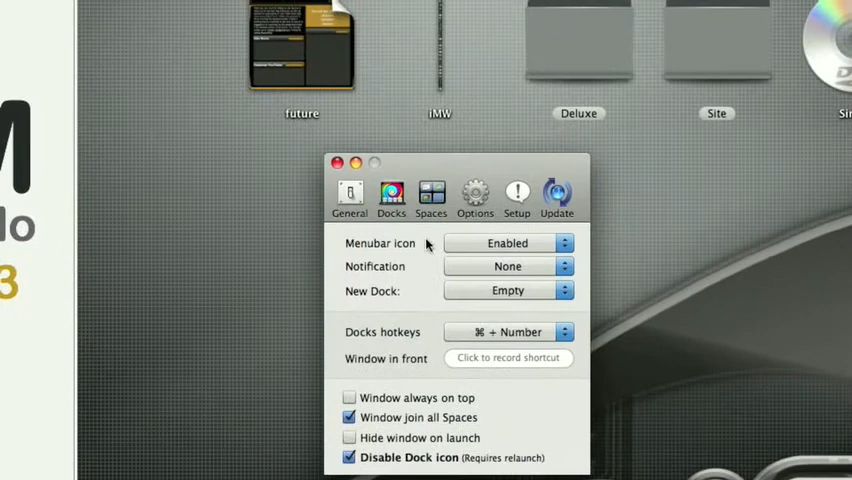 M
lo
3
future
iMW
Deluxe
Site
General Docks Spaces Options Setup Update
Menubar icon Enabled
Notification None
New Dock: Empty
Docks hotkeys ⌘ + Number
Window in front Click to record shortcut
Window always on top
Window join all Spaces
Hide window on launch
Disable Dock icon (Requires relaunch)